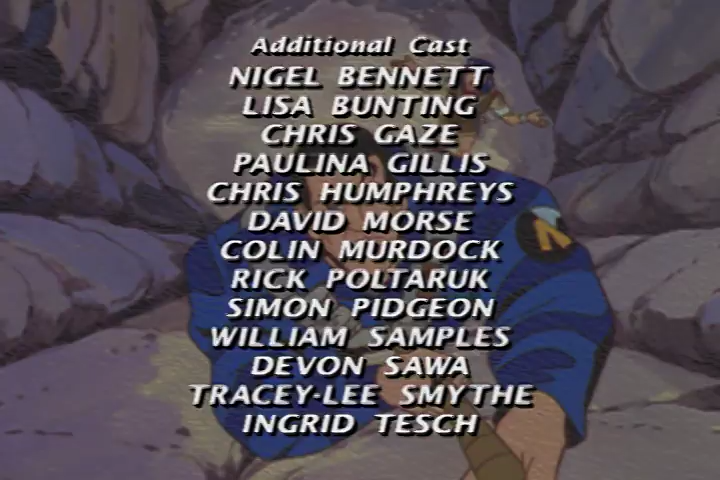 Additional Cast
NIGEL BENNETT
LISA BUNTING
CHRIS GAZE
PAULINA GILLIS
CHRIS HUMPHREYS
DAVID MORSE
COLIN MURDOCK
RICK POLTARUK
SIMON PIDGEON
WILLIAM SAMPLES
DEVON SAWA
TRACEY-LEE SMYTHE
INGRID TESCH